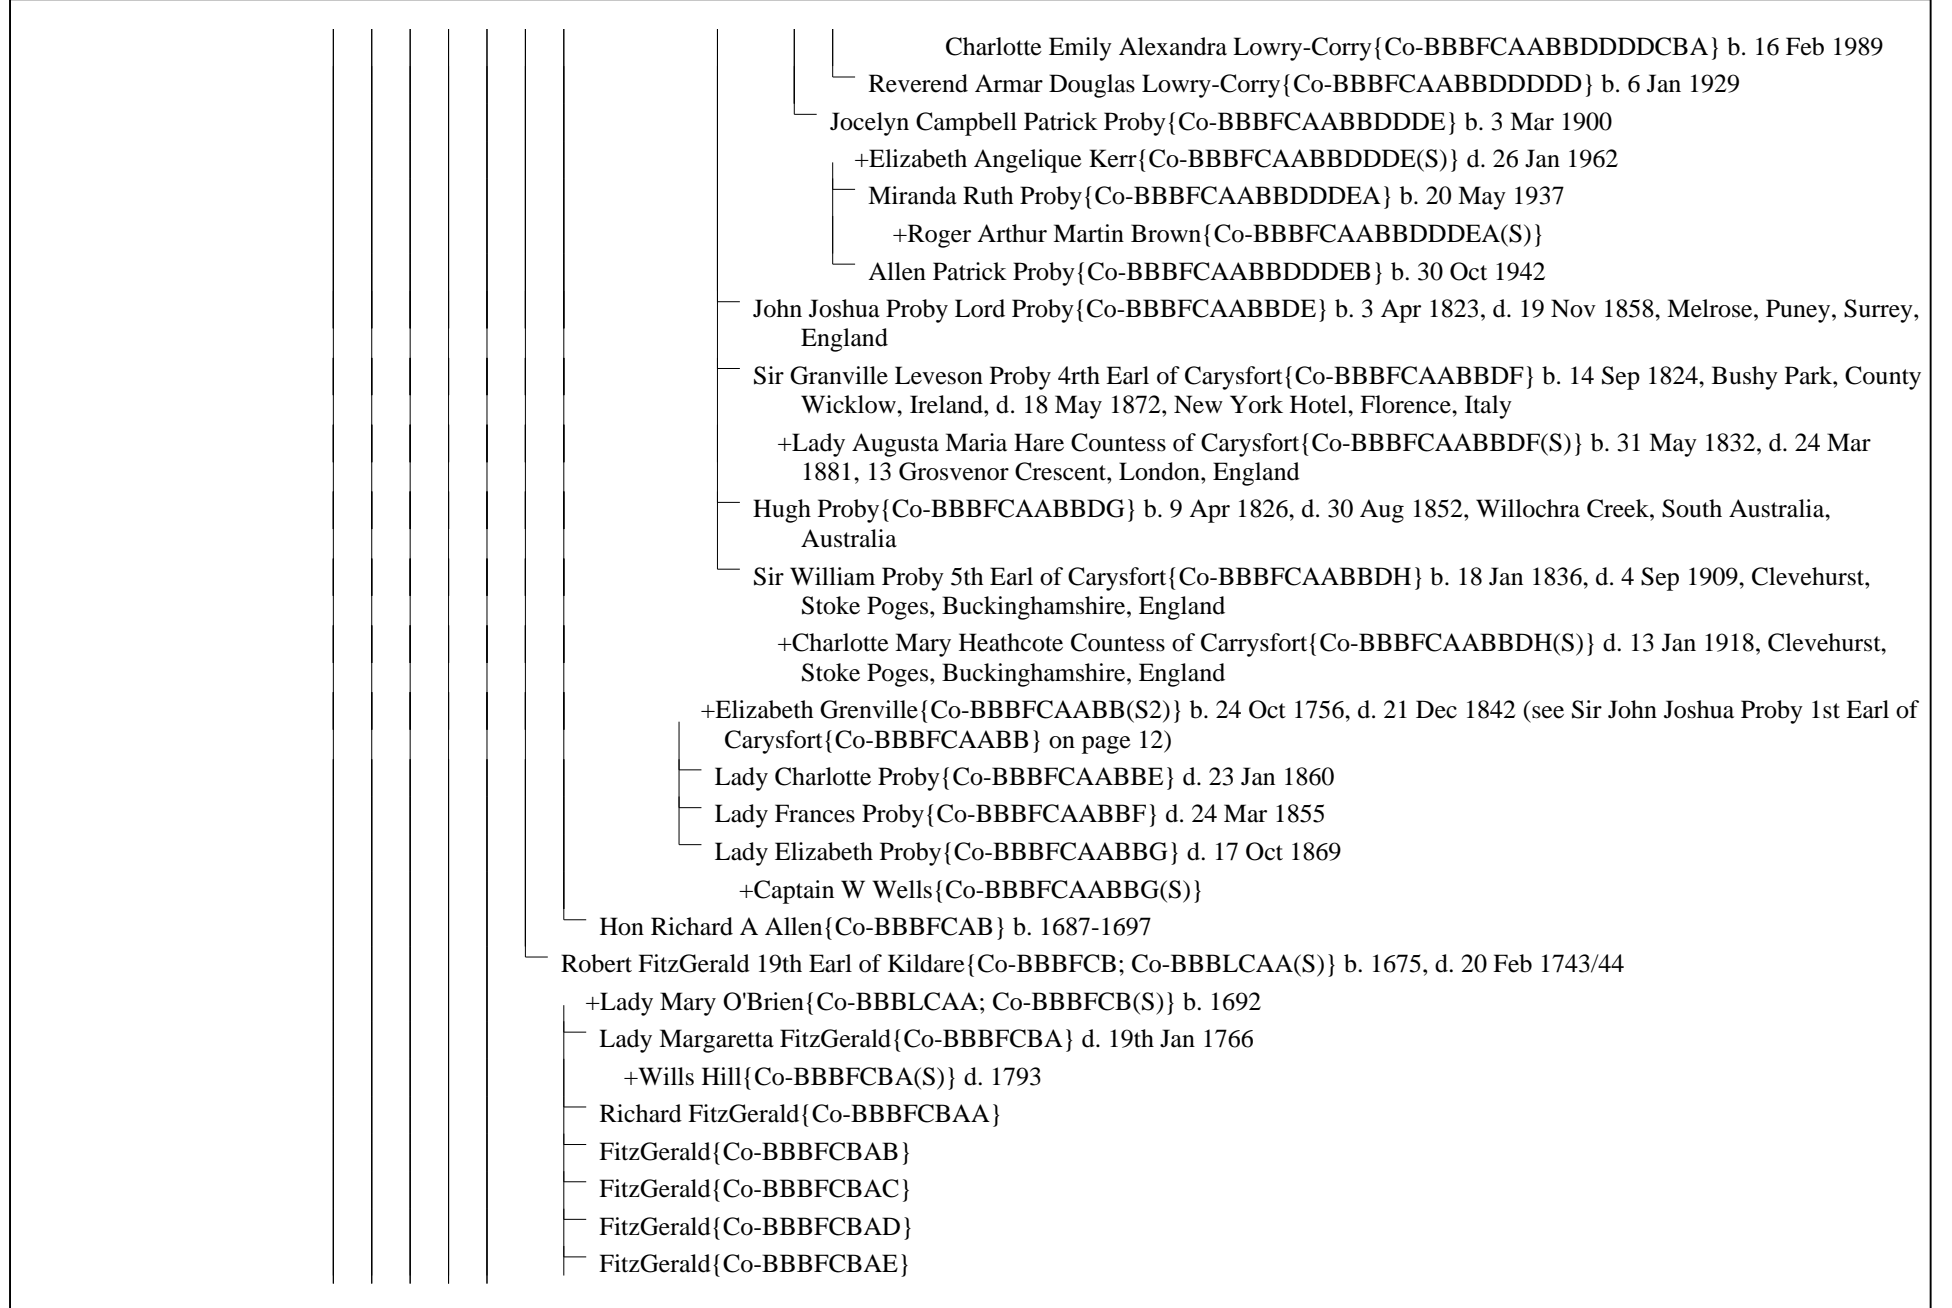 Charlotte Emily Alexandra Lowry-Corry{Co-BBBFCAABBDDDDCBA} b. 16 Feb 1989
Reverend Armar Douglas Lowry-Corry{Co-BBBFCAABBDDDDD} b. 6 Jan 1929
Jocelyn Campbell Patrick Proby{Co-BBBFCAABBDDDE} b. 3 Mar 1900
+Elizabeth Angelique Kerr{Co-BBBFCAABBDDDE(S)} d. 26 Jan 1962
Miranda Ruth Proby{Co-BBBFCAABBDDDEA} b. 20 May 1937
+Roger Arthur Martin Brown{Co-BBBFCAABBDDDEA(S)}
Allen Patrick Proby{Co-BBBFCAABBDDDEB} b. 30 Oct 1942
John Joshua Proby Lord Proby{Co-BBBFCAABBDE} b. 3 Apr 1823, d. 19 Nov 1858, Melrose, Puney, Surrey,
England
Sir Granville Leveson Proby 4rth Earl of Carysfort{Co-BBBFCAABBDF} b. 14 Sep 1824, Bushy Park, County
Wicklow, Ireland, d. 18 May 1872, New York Hotel, Florence, Italy
+Lady Augusta Maria Hare Countess of Carysfort{Co-BBBFCAABBDF(S)} b. 31 May 1832, d. 24 Mar
1881, 13 Grosvenor Crescent, London, England
Hugh Proby{Co-BBBFCAABBDG} b. 9 Apr 1826, d. 30 Aug 1852, Willochra Creek, South Australia,
Australia
Sir William Proby 5th Earl of Carysfort{Co-BBBFCAABBDH} b. 18 Jan 1836, d. 4 Sep 1909, Clevehurst,
Stoke Poges, Buckinghamshire, England
+Charlotte Mary Heathcote Countess of Carrysfort{Co-BBBFCAABBDH(S)} d. 13 Jan 1918, Clevehurst,
Stoke Poges, Buckinghamshire, England
+Elizabeth Grenville{Co-BBBFCAABB(S2)} b. 24 Oct 1756, d. 21 Dec 1842 (see Sir John Joshua Proby 1st Earl of
Carysfort{Co-BBBFCAABB} on page 12)
Lady Charlotte Proby{Co-BBBFCAABBE} d. 23 Jan 1860
Lady Frances Proby{Co-BBBFCAABBF} d. 24 Mar 1855
Lady Elizabeth Proby{Co-BBBFCAABBG} d. 17 Oct 1869
+Captain W Wells{Co-BBBFCAABBG(S)}
Hon Richard A Allen{Co-BBBFCAB} b. 1687-1697
Robert FitzGerald 19th Earl of Kildare{Co-BBBFCB; Co-BBBLCAA(S)} b. 1675, d. 20 Feb 1743/44
+Lady Mary O'Brien{Co-BBBLCAA; Co-BBBFCB(S)} b. 1692
Lady Margaretta FitzGerald{Co-BBBFCBA} d. 19th Jan 1766
+Wills Hill{Co-BBBFCBA(S)} d. 1793
Richard FitzGerald{Co-BBBFCBAA}
FitzGerald{Co-BBBFCBAB}
FitzGerald{Co-BBBFCBAC}
FitzGerald{Co-BBBFCBAD}
FitzGerald{Co-BBBFCBAE}